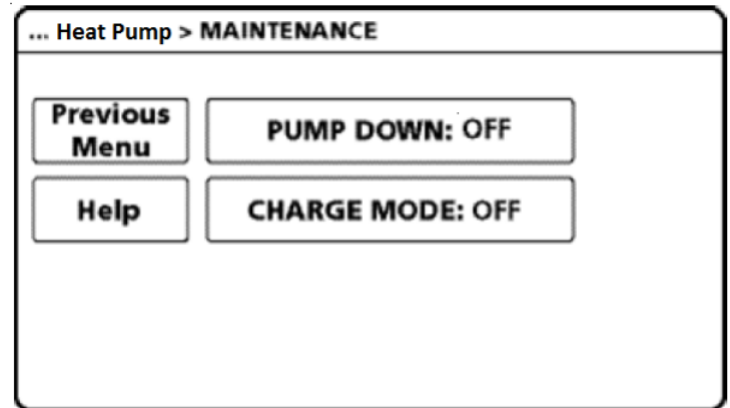 ... Heat Pump > MAINTENANCE
Previous
Menu
PUMP DOWN: OFF
Help
CHARGE MODE: OFF